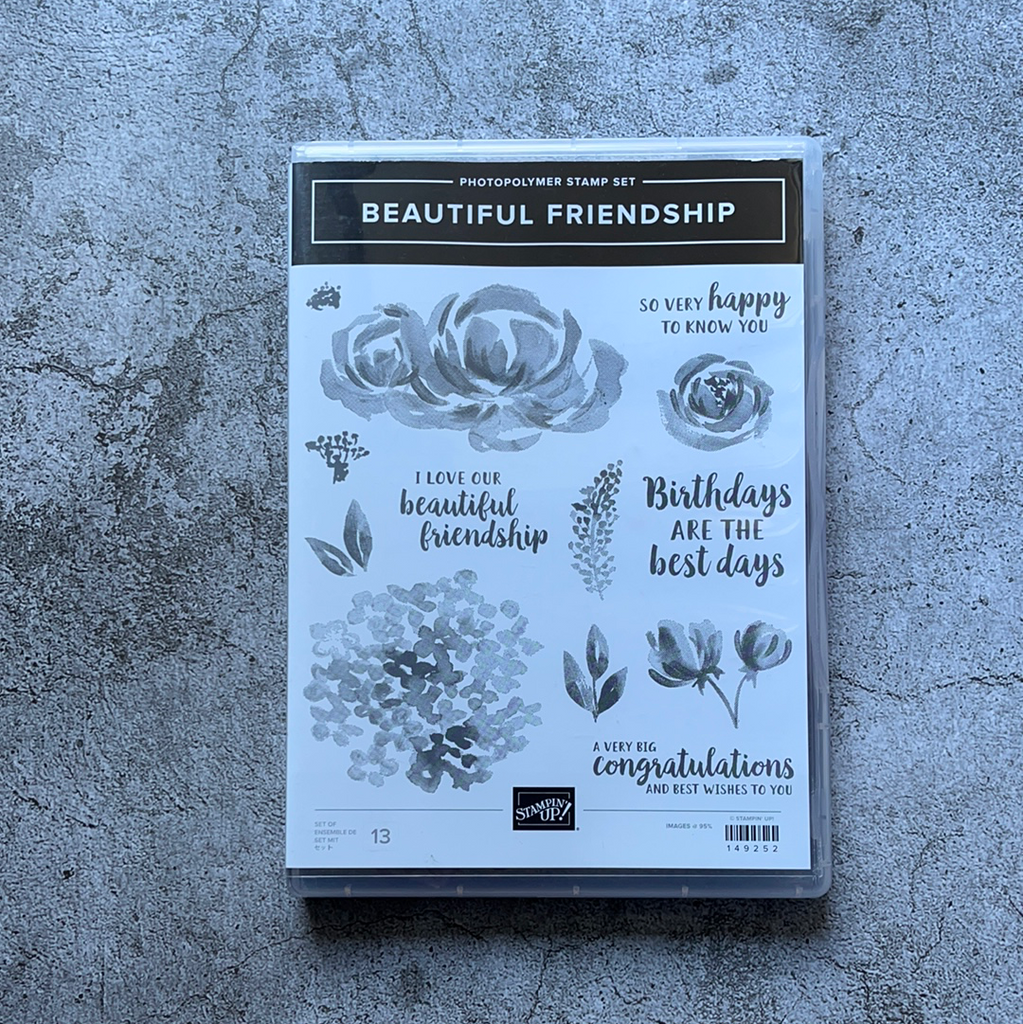 PHOTOPOLYMER STAMP SET
BEAUTIFUL FRIENDSHIP
SO VERY happy
TO KNOW YOU
I LOVE OUR
beautiful
friendship
Birthdays
ARE THE
best days
A VERY BIG
congratulations
AND BEST WISHES TO YOU
STAMPIN'
UP!®
SET OF
ENSEMBLE DE
SET MIT
セット
13
IMAGES @ 95%
© STAMPIN' UP!
149252